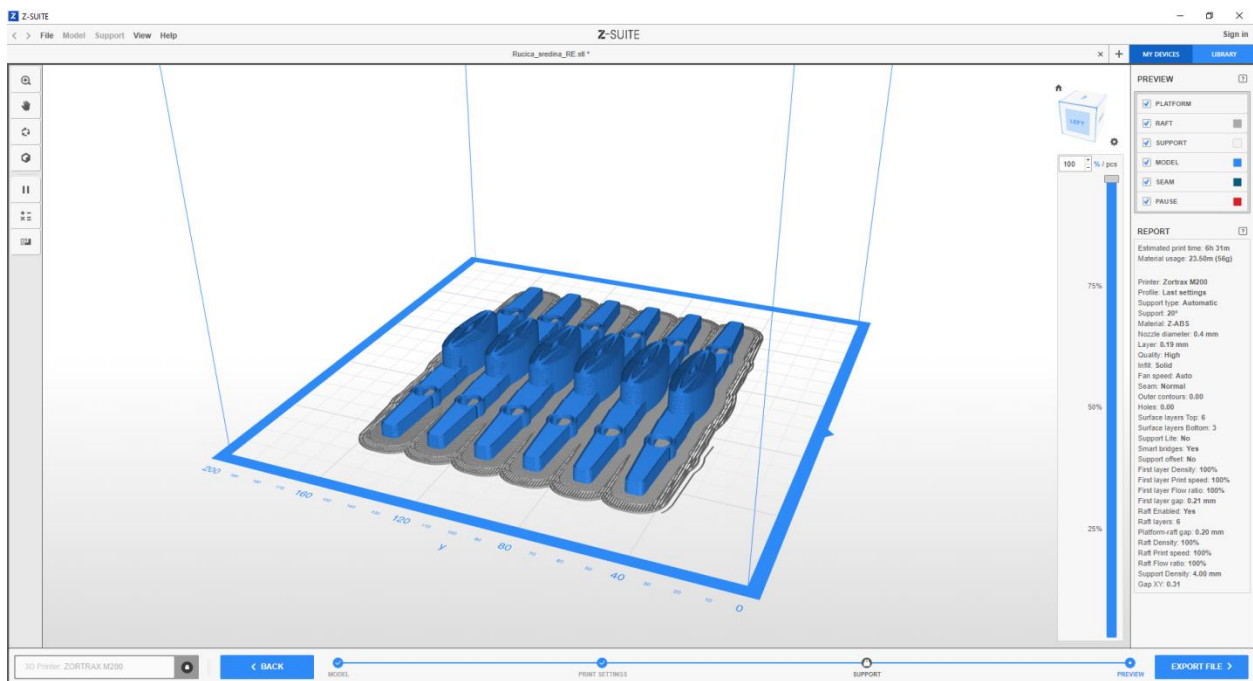 Z-SUITE
File Model Support View Help
Z-SUITE
Sign in
Rucica_sredina_RE.stl *
MY DEVICES
LIBRARY
PREVIEW
PLATFORM
RAFT
SUPPORT
MODEL
SEAM
PAUSE
LEFT
100 % / pcs
75%
50%
25%
REPORT
Estimated print time: 6h 31m
Material usage: 23.50m (56g)
Printer: Zortrax M200
Profile: Last settings
Support type: Automatic
Support: 20°
Material: Z-ABS
Nozzle diameter: 0.4 mm
Layer: 0.19 mm
Quality: High
Infill: Solid
Fan speed: Auto
Seam: Normal
Outer contours: 0.00
Holes: 0.00
Surface layers Top: 6
Surface layers Bottom: 3
Support Lite: No
Smart bridges: Yes
Support offset: No
First layer Density: 100%
First layer Print speed: 100%
First layer Flow ratio: 100%
First layer gap: 0.21 mm
Raft Enabled: Yes
Raft layers: 6
Platform-raft gap: 0.20 mm
Raft Density: 100%
Raft Print speed: 100%
Raft Flow ratio: 100%
Support Density: 4.00 mm
Gap XY: 0.31
200
160
120
80
40
0
y
3D Printer: ZORTRAX M200
BACK
MODEL
PRINT SETTINGS
SUPPORT
PREVIEW
EXPORT FILE